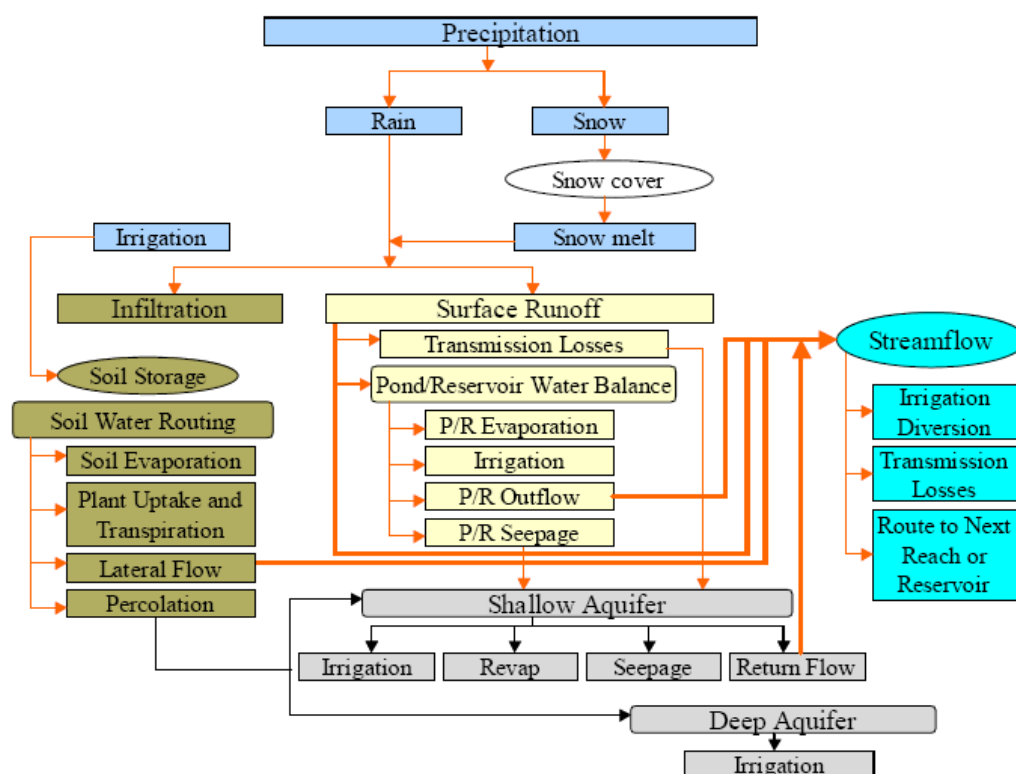 Precipitation
Rain
Snow
Snow cover
Irrigation
Snow melt
Infiltration
Surface Runoff
Transmission Losses
Streamflow
Soil Storage
Pond/Reservoir Water Balance
Soil Water Routing
P/R Evaporation
Irrigation
P/R Outflow
P/R Seepage
Soil Evaporation
Plant Uptake and
Transpiration
Lateral Flow
Percolation
Irrigation
Diversion
Transmission
Losses
Route to Next
Reach or
Reservoir
Shallow Aquifer
Irrigation
Revap
Seepage
Return Flow
Deep Aquifer
Irrigation